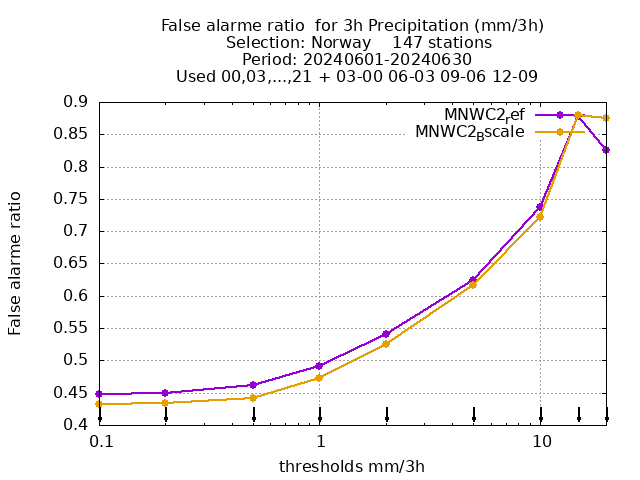 False alarme ratio  for 3h Precipitation (mm/3h)
Selection: Norway    147 stations
Period: 20240601-20240630
Used 00,03,...,21 + 03-00 06-03 09-06 12-09
MNWC2_ref
MNWC2_Bscale
False alarme ratio
0.9
0.85
0.8
0.75
0.7
0.65
0.6
0.55
0.5
0.45
0.4
0.1 1 10
thresholds mm/3h